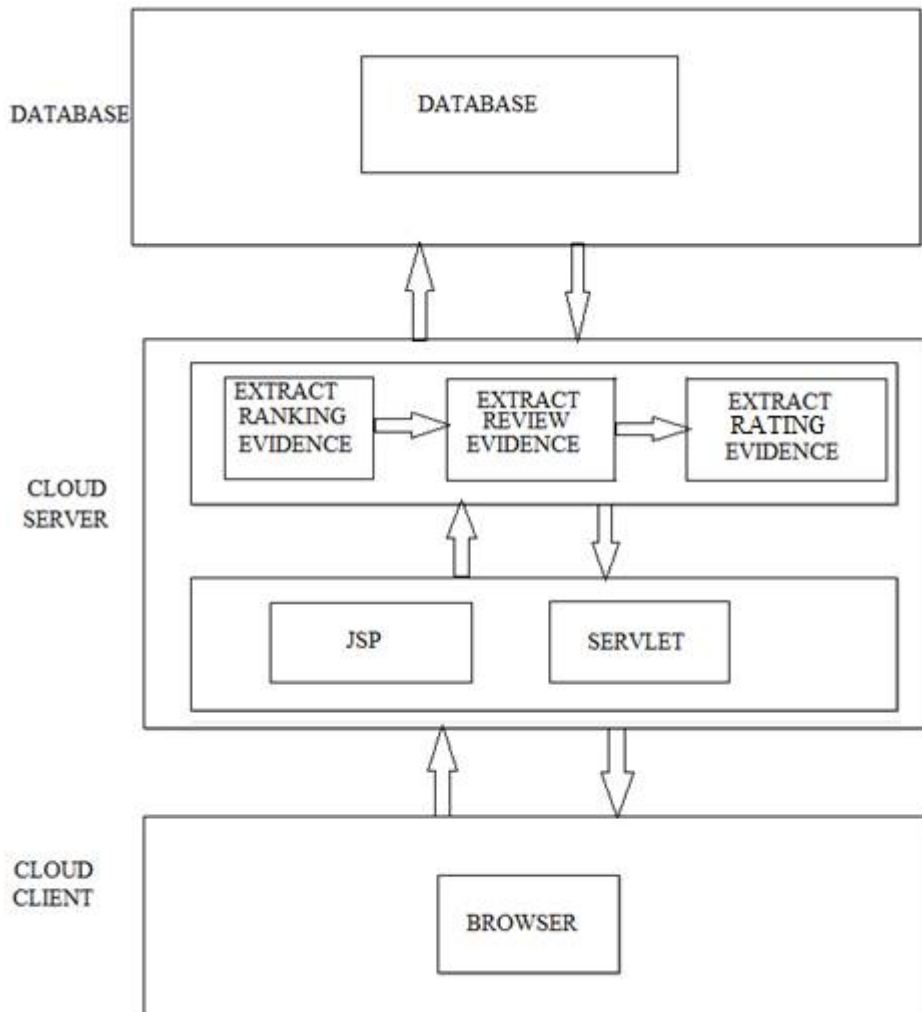 DATABASE
DATABASE
EXTRACT
RANKING
EVIDENCE
EXTRACT
REVIEW
EVIDENCE
EXTRACT
RATING
EVIDENCE
CLOUD
SERVER
JSP
SERVLET
CLOUD
CLIENT
BROWSER